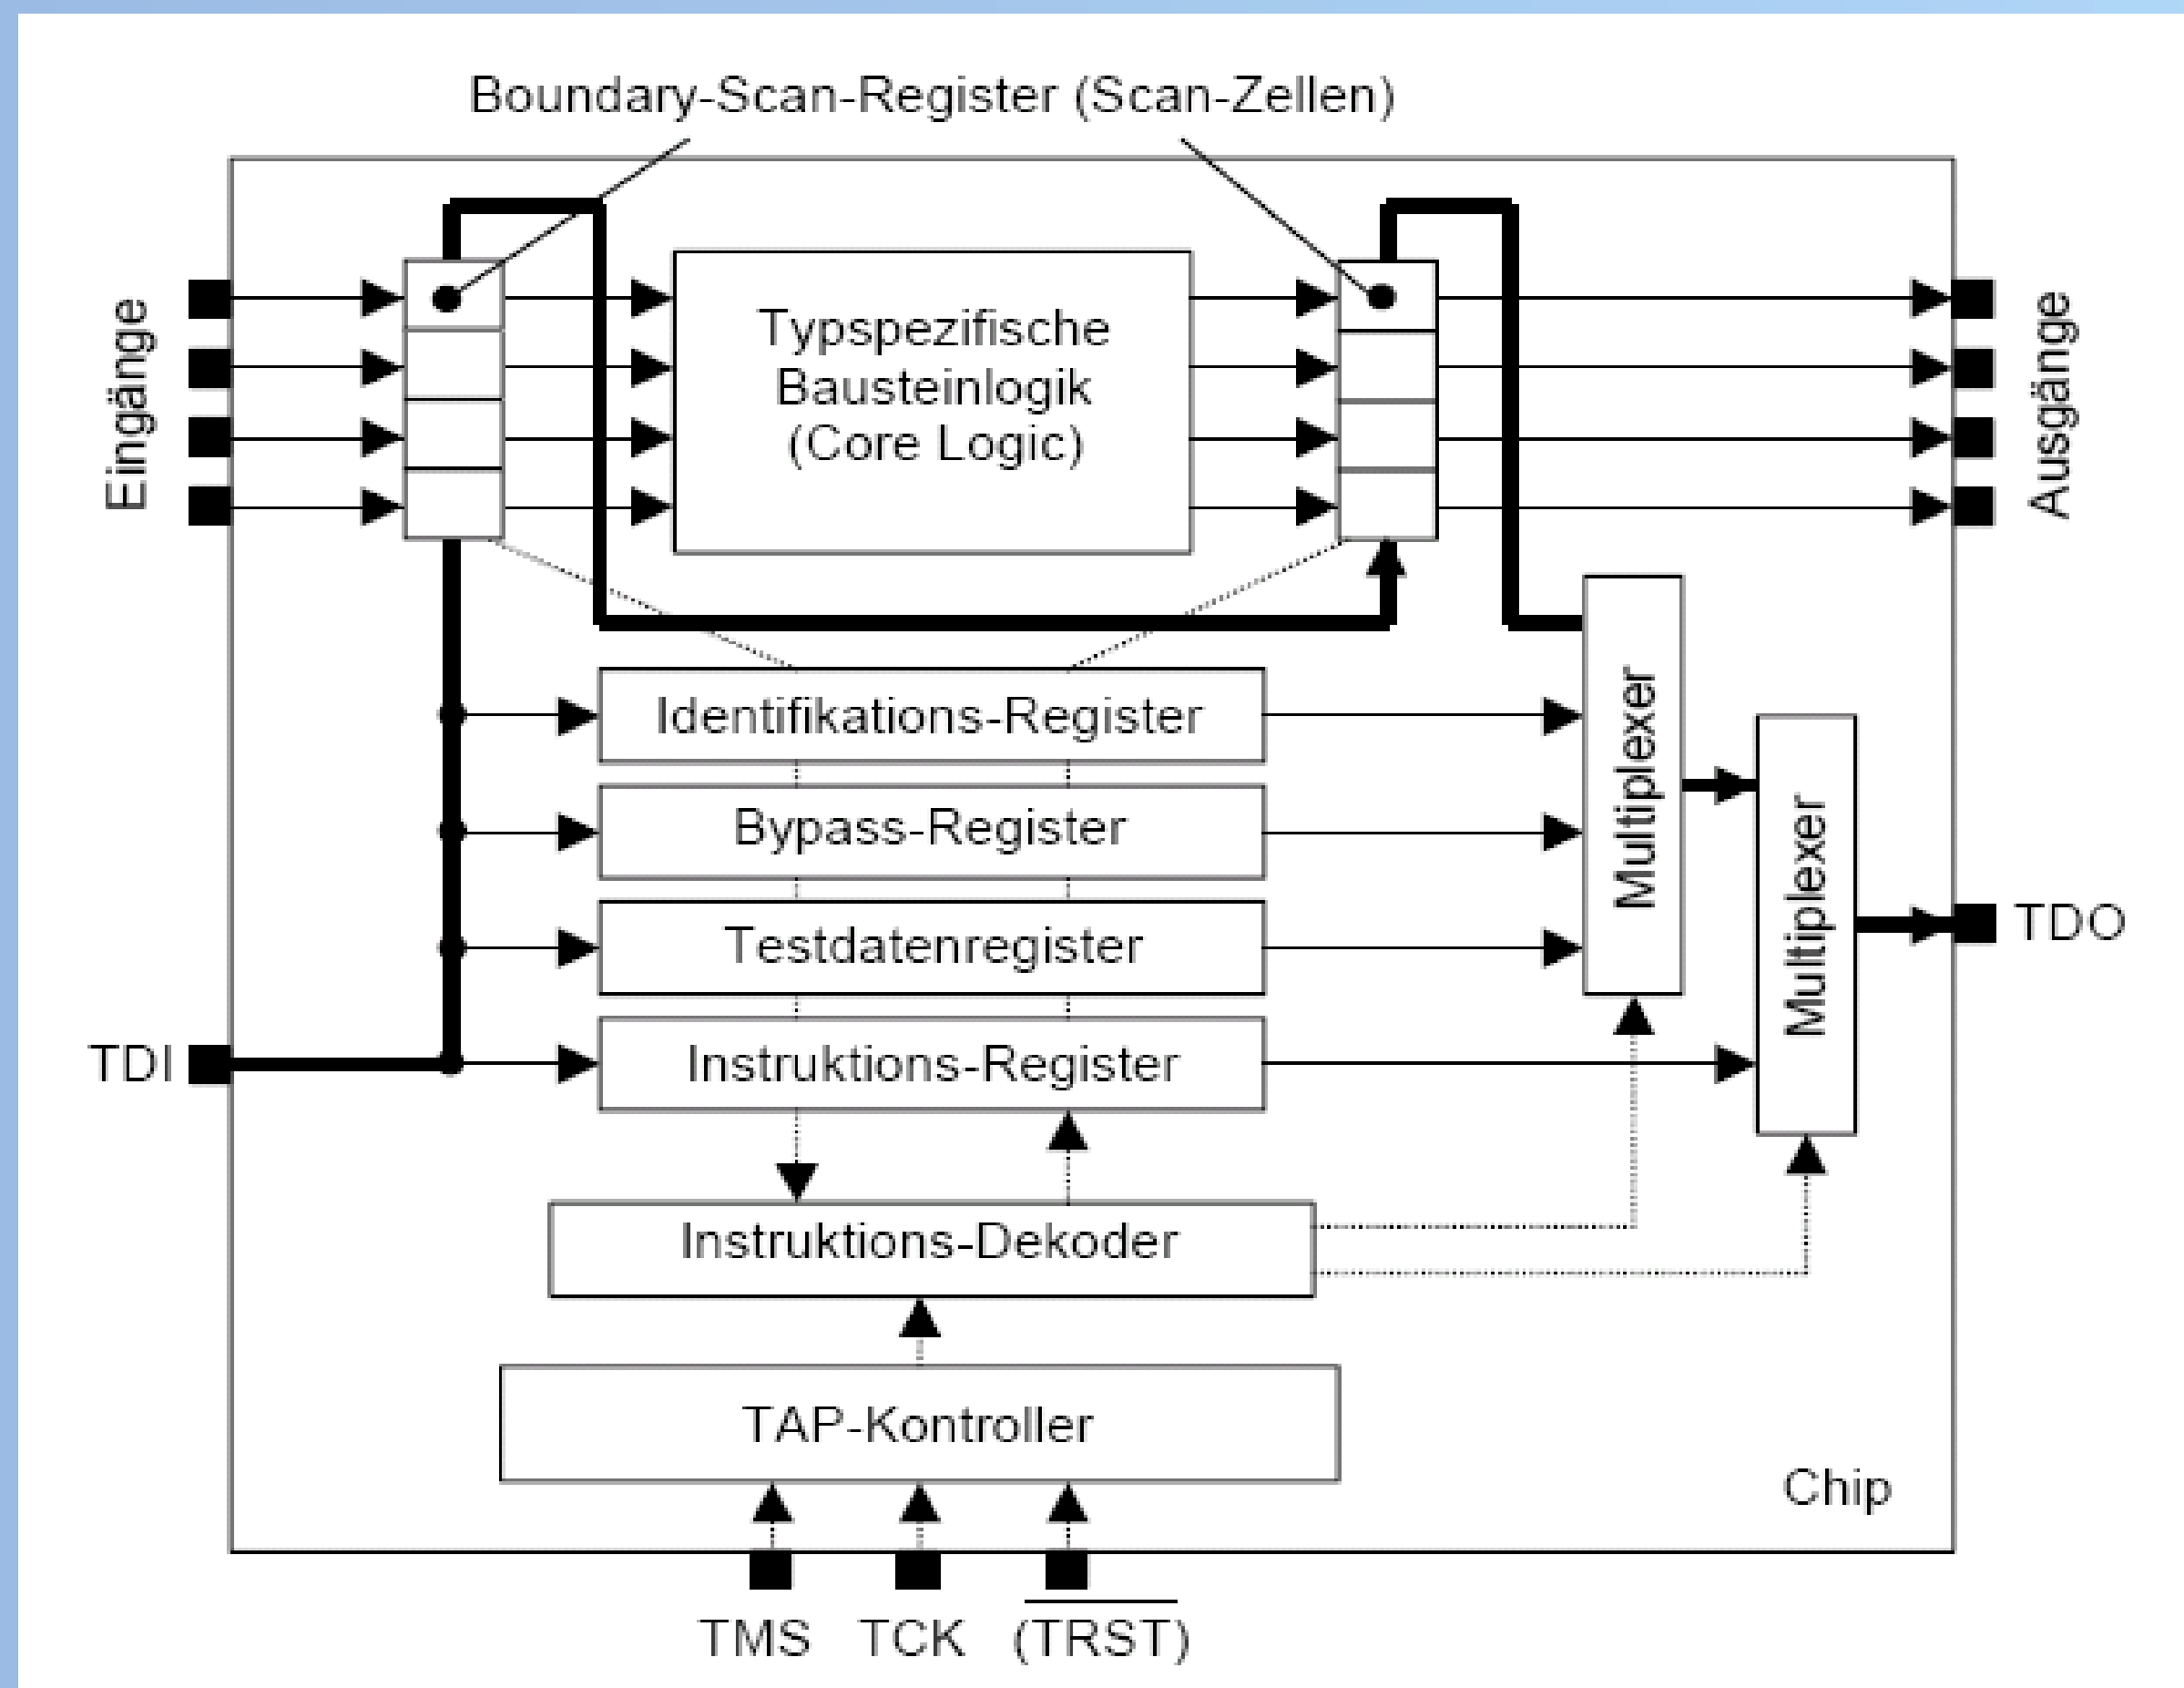 Boundary-Scan-Register (Scan-Zellen)
Eingänge
Typspezifische
Bausteinlogik
(Core Logic)
Ausgänge
Identifikations-Register
Bypass-Register
Testdatenregister
Instruktions-Register
Multiplexer
Multiplexer
TDO
TDI
Instruktions-Dekoder
TAP-Kontroller
Chip
TMS TCK (TRST)